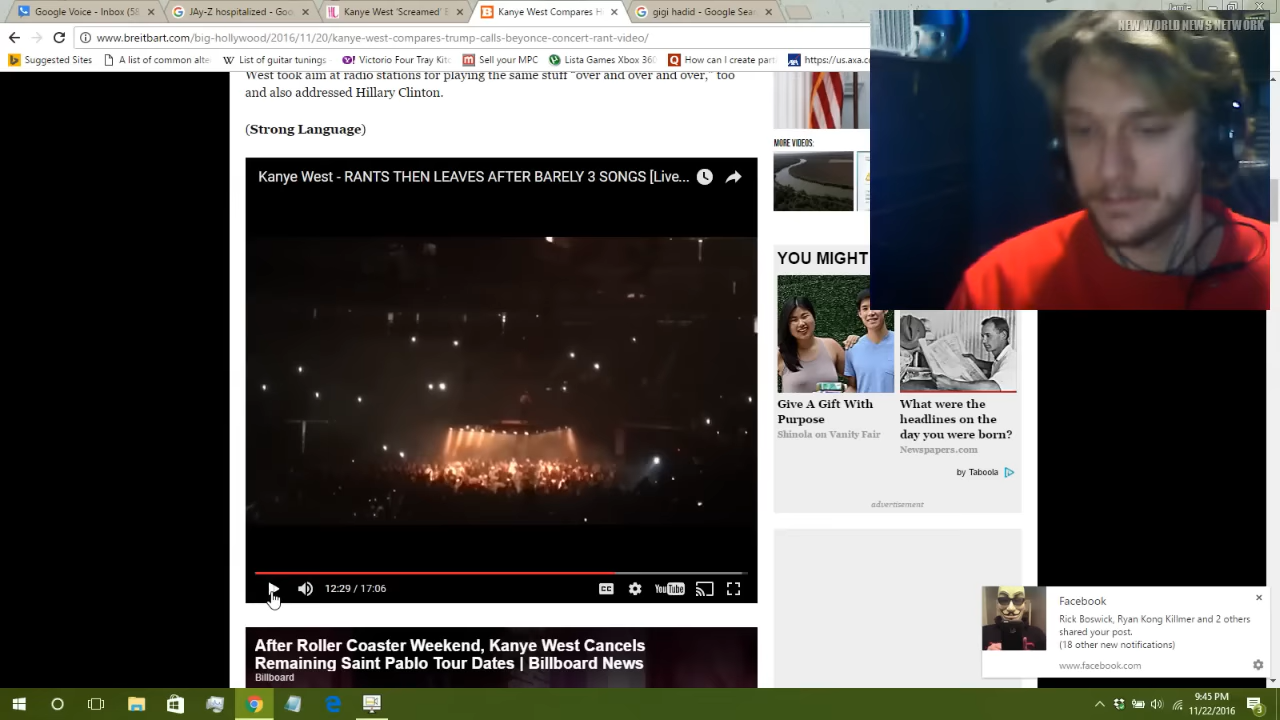 Voice - Inbox (58
Jay-Z hospitalized - Goo
Kanye West 'Screamed' B
Kanye West Compares H
gigi hadid - Google Sea
www.breitbart.com/big-hollywood/2016/11/20/kanye-west-compares-trump-calls-beyonce-concert-rant-video/
Suggested Sites
A list of common alte
List of guitar tunings
Victorio Four Tray Kit
Sell your MPC
Lista Games Xbox 360
How can I create parti
https://us.axa.co
NEW WORLD NEWS NETWORK
West took aim at radio stations for playing the same stuff “over and over and over,” too
and also addressed Hillary Clinton.
(Strong Language)
Kanye West - RANTS THEN LEAVES AFTER BARELY 3 SONGS [Live...
12:29 / 17:06
CC
YouTube
After Roller Coaster Weekend, Kanye West Cancels
Remaining Saint Pablo Tour Dates | Billboard News
Billboard
MORE VIDEOS:
YOU MIGHT
Give A Gift With
Purpose
Shinola on Vanity Fair
What were the
headlines on the
day you were born?
Newspapers.com
by Taboola
advertisement
Facebook
Rick Boswick, Ryan Kong Killmer and 2 others
shared your post.
(18 other new notifications)
www.facebook.com
9:45 PM
11/22/2016
3